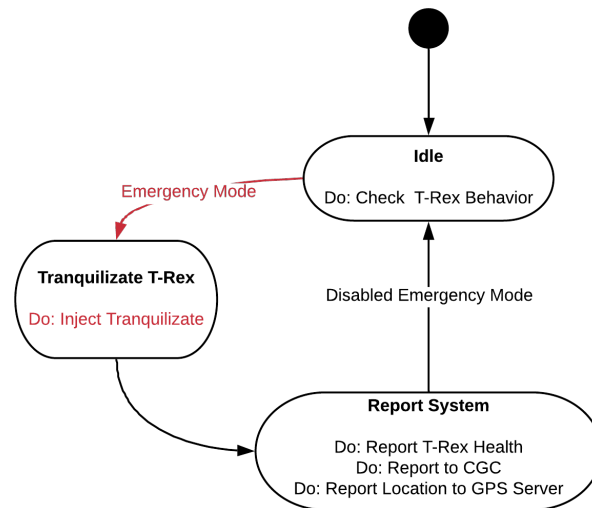 Idle
Do: Check T-Rex Behavior
Emergency Mode
Tranquilizate T-Rex
Do: Inject Tranquilizate
Disabled Emergency Mode
Report System
Do: Report T-Rex Health
Do: Report to CGC
Do: Report Location to GPS Server